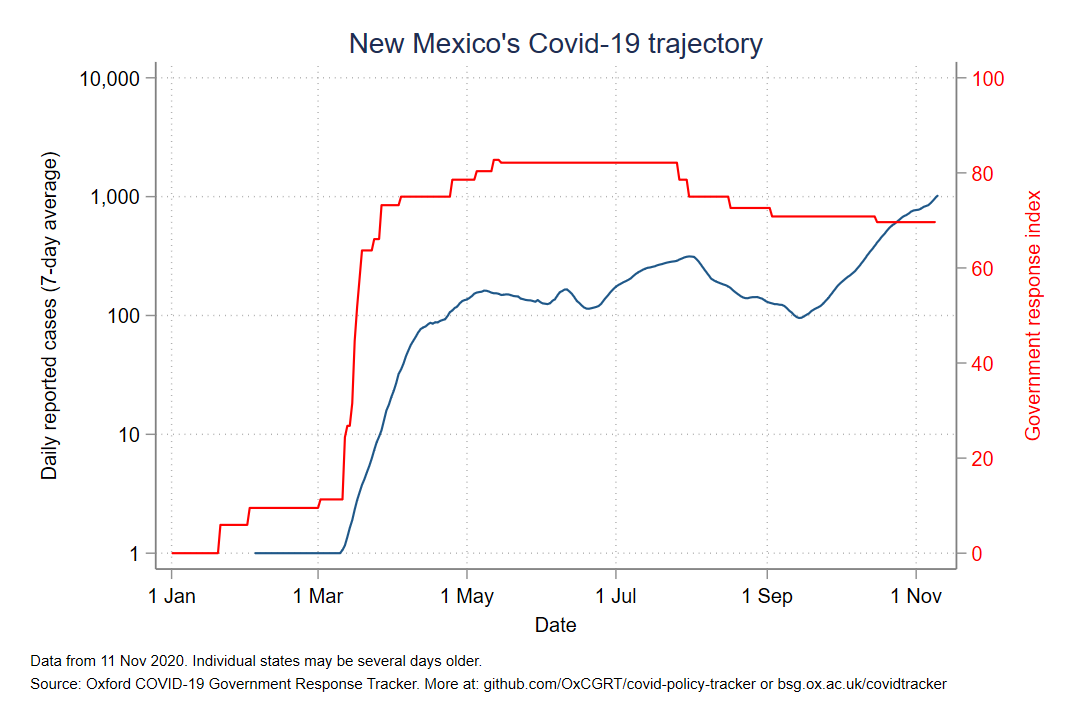 New Mexico's Covid-19 trajectory
10,000
1,000
100
10
1
Daily reported cases (7-day average)
100
80
60
40
20
0
Government response index
1 Jan 1 Mar 1 May 1 Jul 1 Sep 1 Nov
Date
Data from 11 Nov 2020. Individual states may be several days older.
Source: Oxford COVID-19 Government Response Tracker. More at: github.com/OxCGRT/covid-policy-tracker or bsg.ox.ac.uk/covidtracker